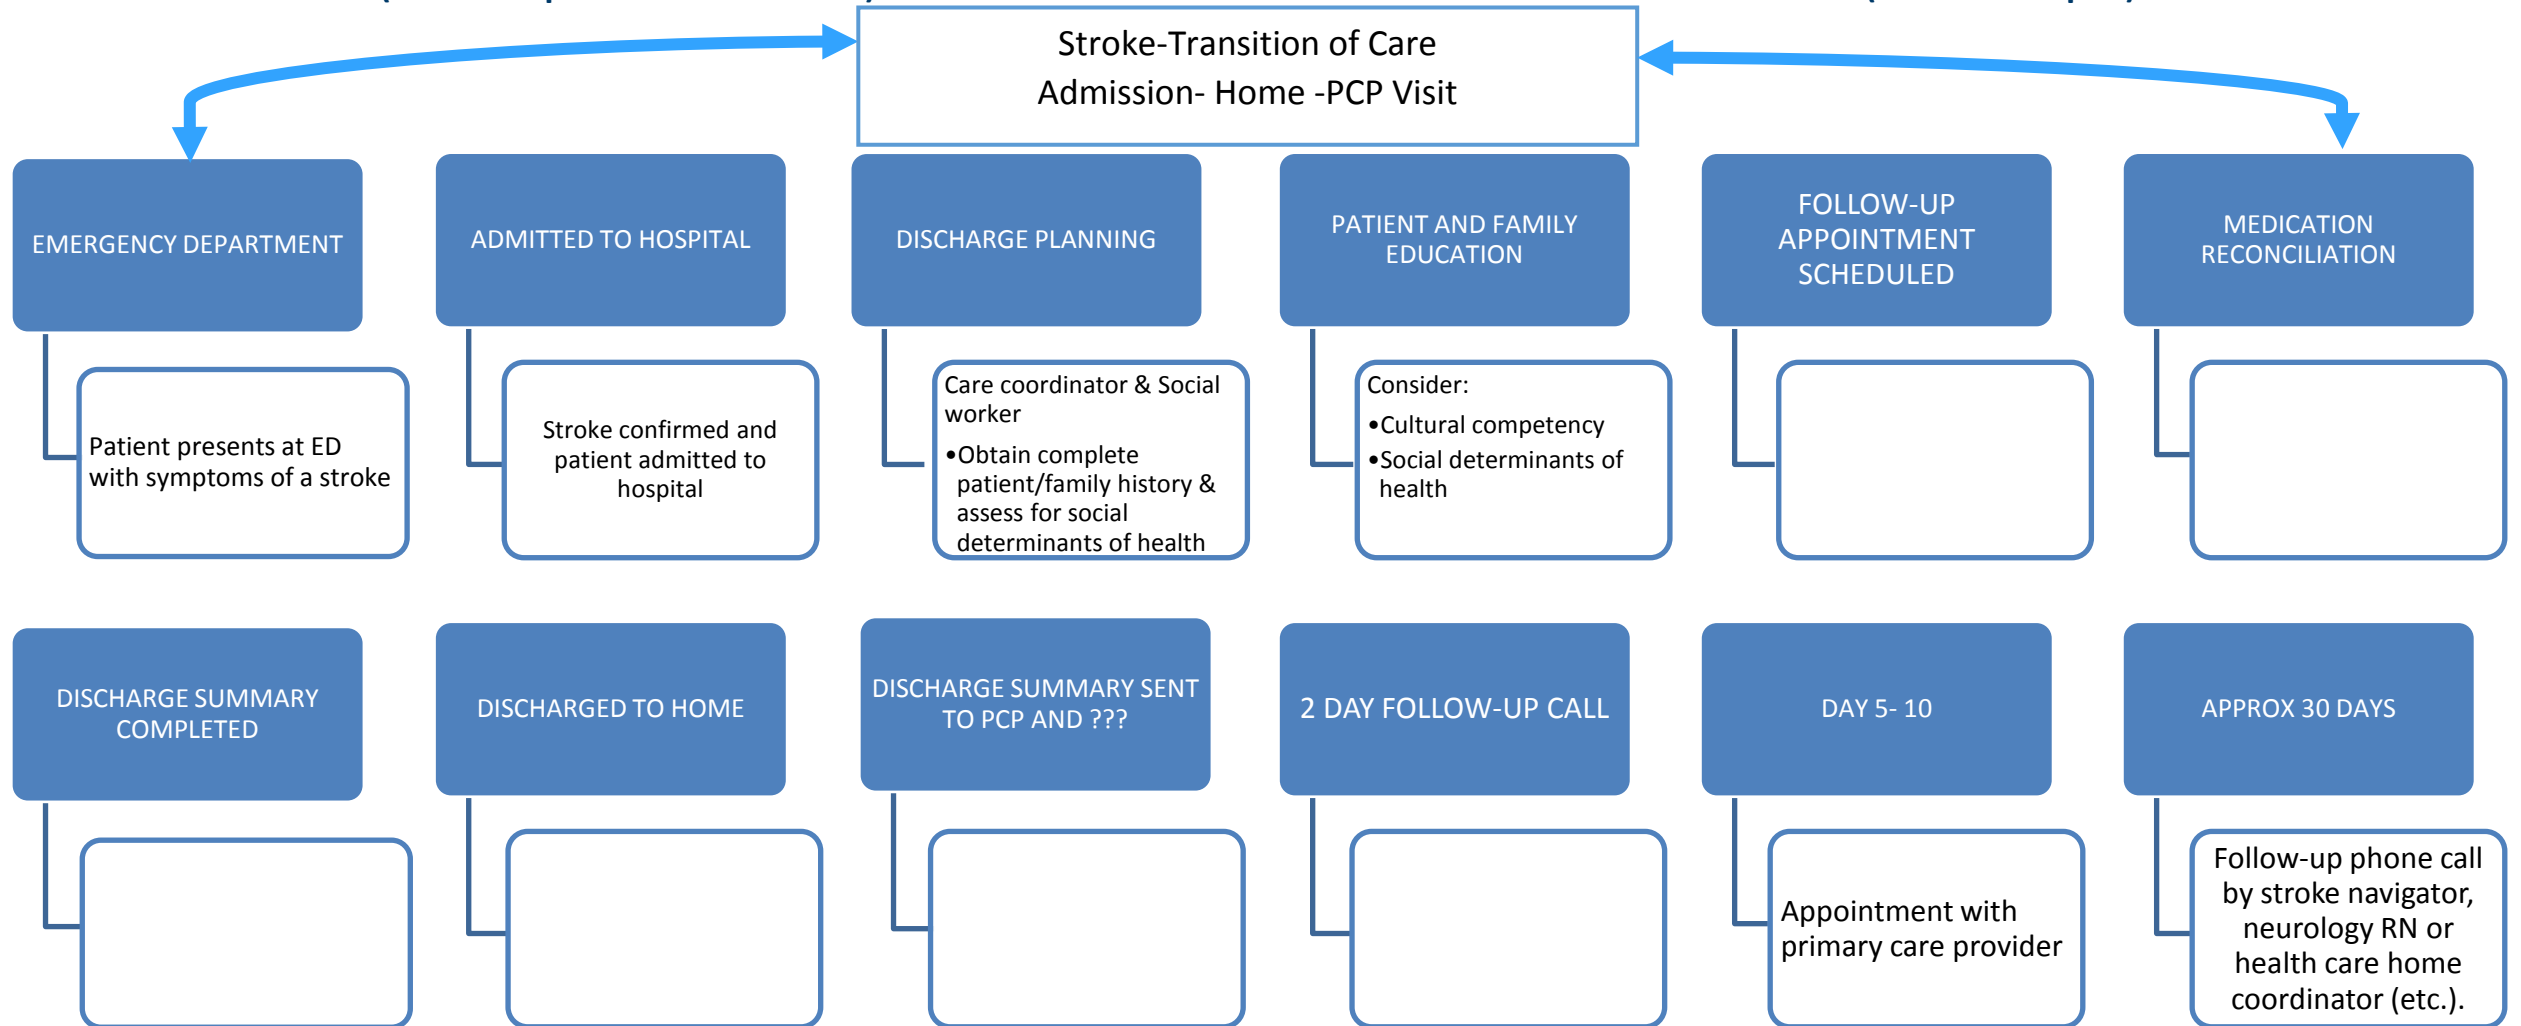 Stroke-Transition of Care
Admission- Home -PCP Visit
EMERGENCY DEPARTMENT
ADMITTED TO HOSPITAL
DISCHARGE PLANNING
PATIENT AND FAMILY
EDUCATION
FOLLOW-UP
APPOINTMENT
SCHEDULED
MEDICATION
RECONCILIATION
Patient presents at ED
with symptoms of a stroke
Stroke confirmed and
patient admitted to
hospital
Care coordinator & Social
worker
•Obtain complete
patient/family history &
assess for social
determinants of health
Consider:
•Cultural competency
•Social determinants of
health
DISCHARGE SUMMARY
COMPLETED
DISCHARGED TO HOME
DISCHARGE SUMMARY SENT
TO PCP AND ???
2 DAY FOLLOW-UP CALL
DAY 5- 10
APPROX 30 DAYS
Appointment with
primary care provider
Follow-up phone call
by stroke navigator,
neurology RN or
health care home
coordinator (etc.).